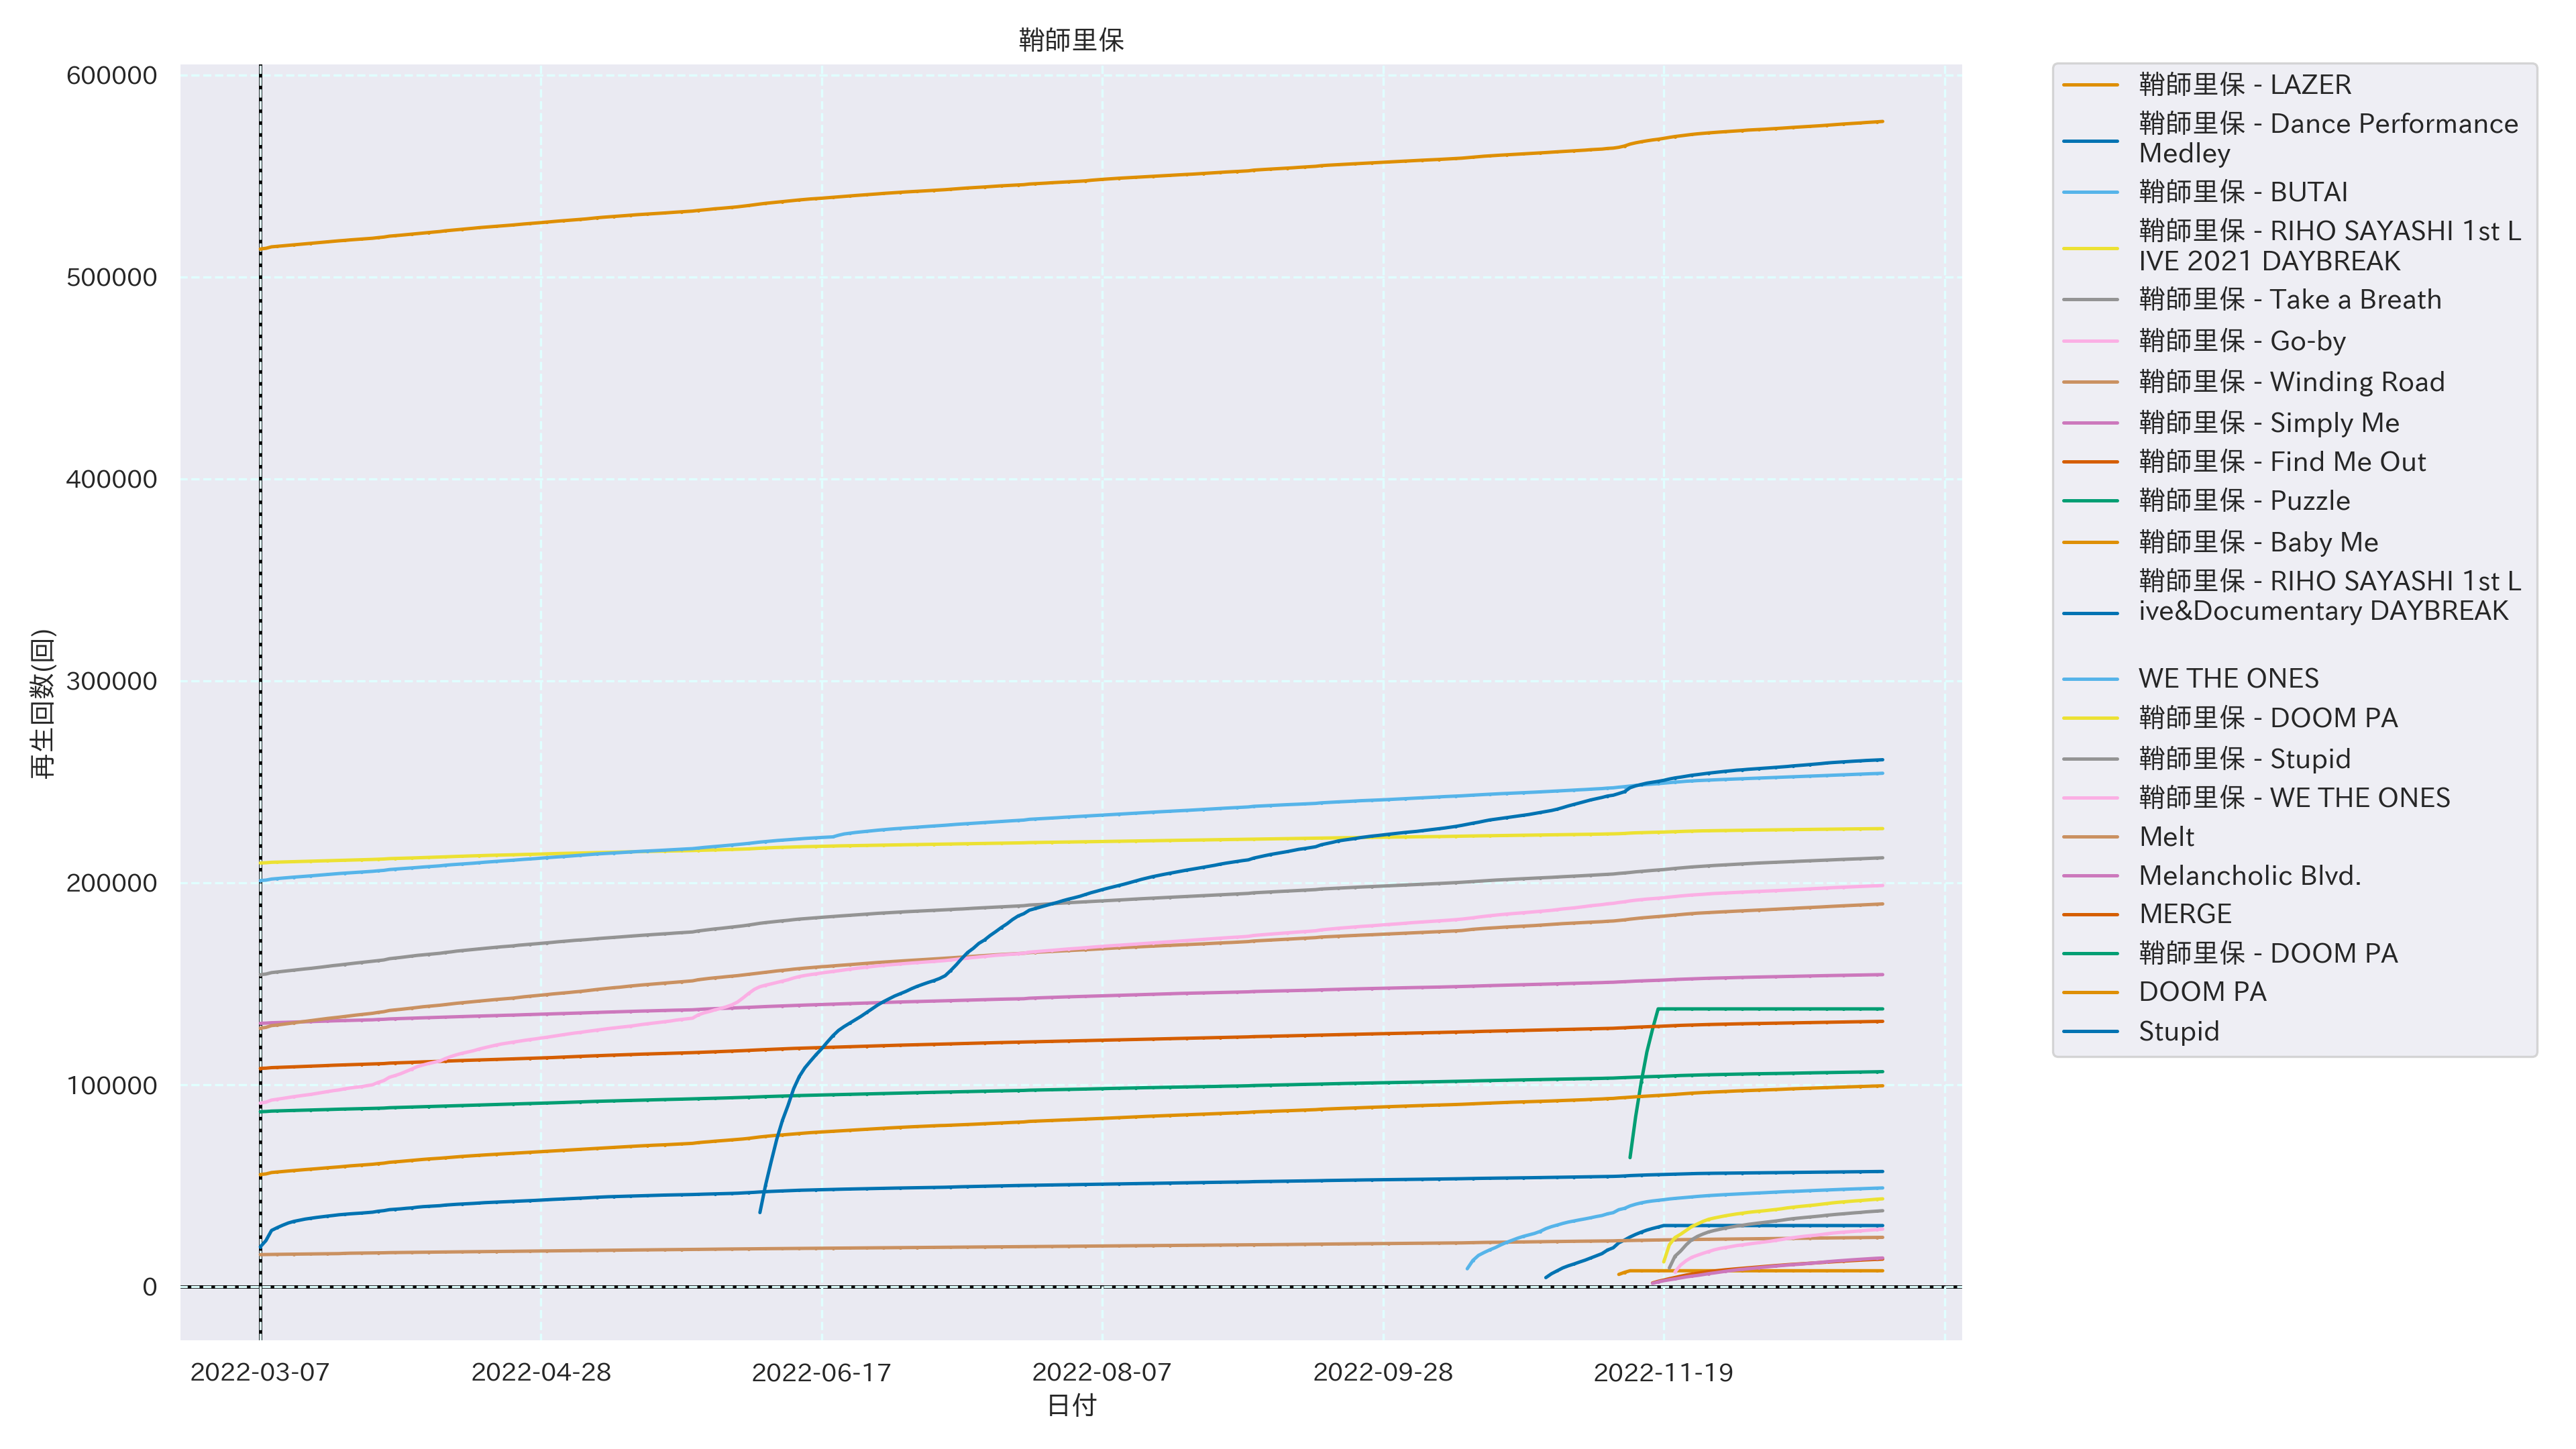 鞘師里保
600000
500000
400000
300000
200000
100000
0
再生回数(回)
2022-03-07
2022-04-28
2022-06-17
2022-08-07
2022-09-28
2022-11-19
日付
鞘師里保 - LAZER
鞘師里保 - Dance Performance
Medley
鞘師里保 - BUTAI
鞘師里保 - RIHO SAYASHI 1st L
IVE 2021 DAYBREAK
鞘師里保 - Take a Breath
鞘師里保 - Go-by
鞘師里保 - Winding Road
鞘師里保 - Simply Me
鞘師里保 - Find Me Out
鞘師里保 - Puzzle
鞘師里保 - Baby Me
鞘師里保 - RIHO SAYASHI 1st L
ive&Documentary DAYBREAK
WE THE ONES
鞘師里保 - DOOM PA
鞘師里保 - Stupid
鞘師里保 - WE THE ONES
Melt
Melancholic Blvd.
MERGE
鞘師里保 - DOOM PA
DOOM PA
Stupid